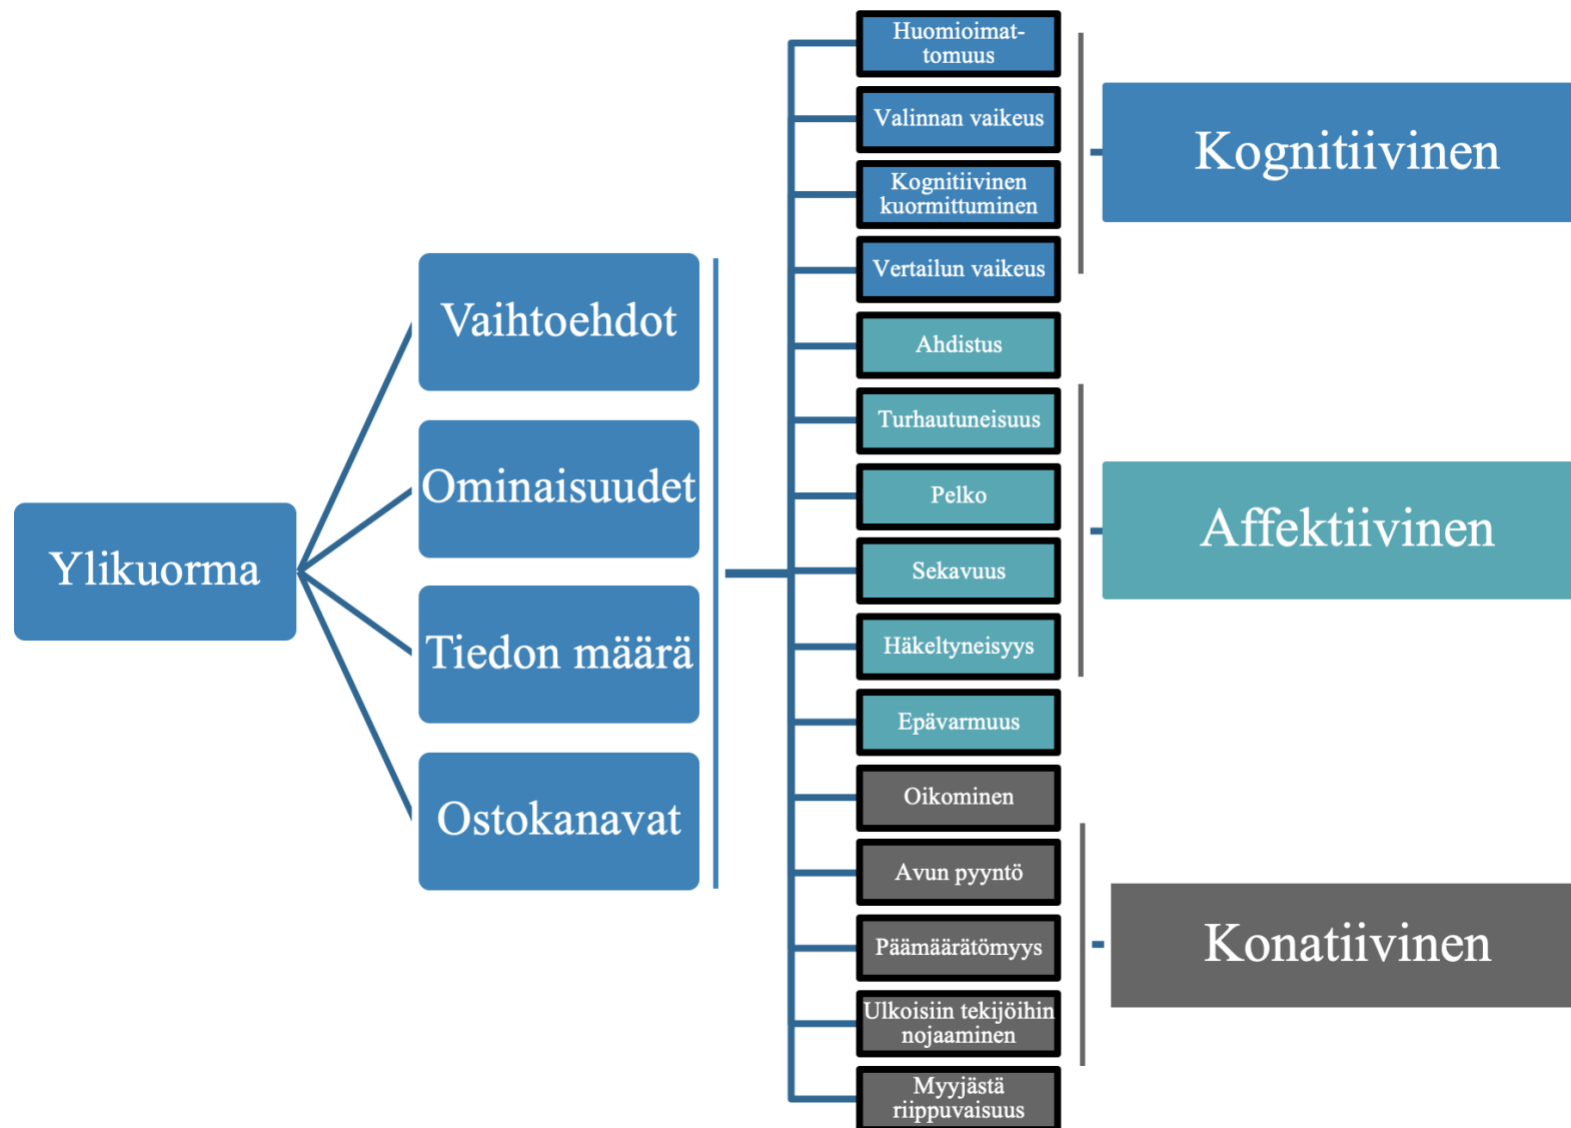 Ylikuorma
Vaihtoehdot
Ominaisuudet
Tiedon määrä
Ostokanavat
Huomioimat-
tomuus
Valinnan vaikeus
Kognitiivinen
kuormittuminen
Vertailun vaikeus
Ahdistus
Turhautuneisuus
Pelko
Sekavuus
Häkeltyneisyys
Epävarmuus
Oikominen
Avun pyyntö
Päämäärätömyys
Ulkoisiin tekijöihin
nojaaminen
Myyjästä
riippuvaisuus
Kognitiivinen
Affektiivinen
Konatiivinen